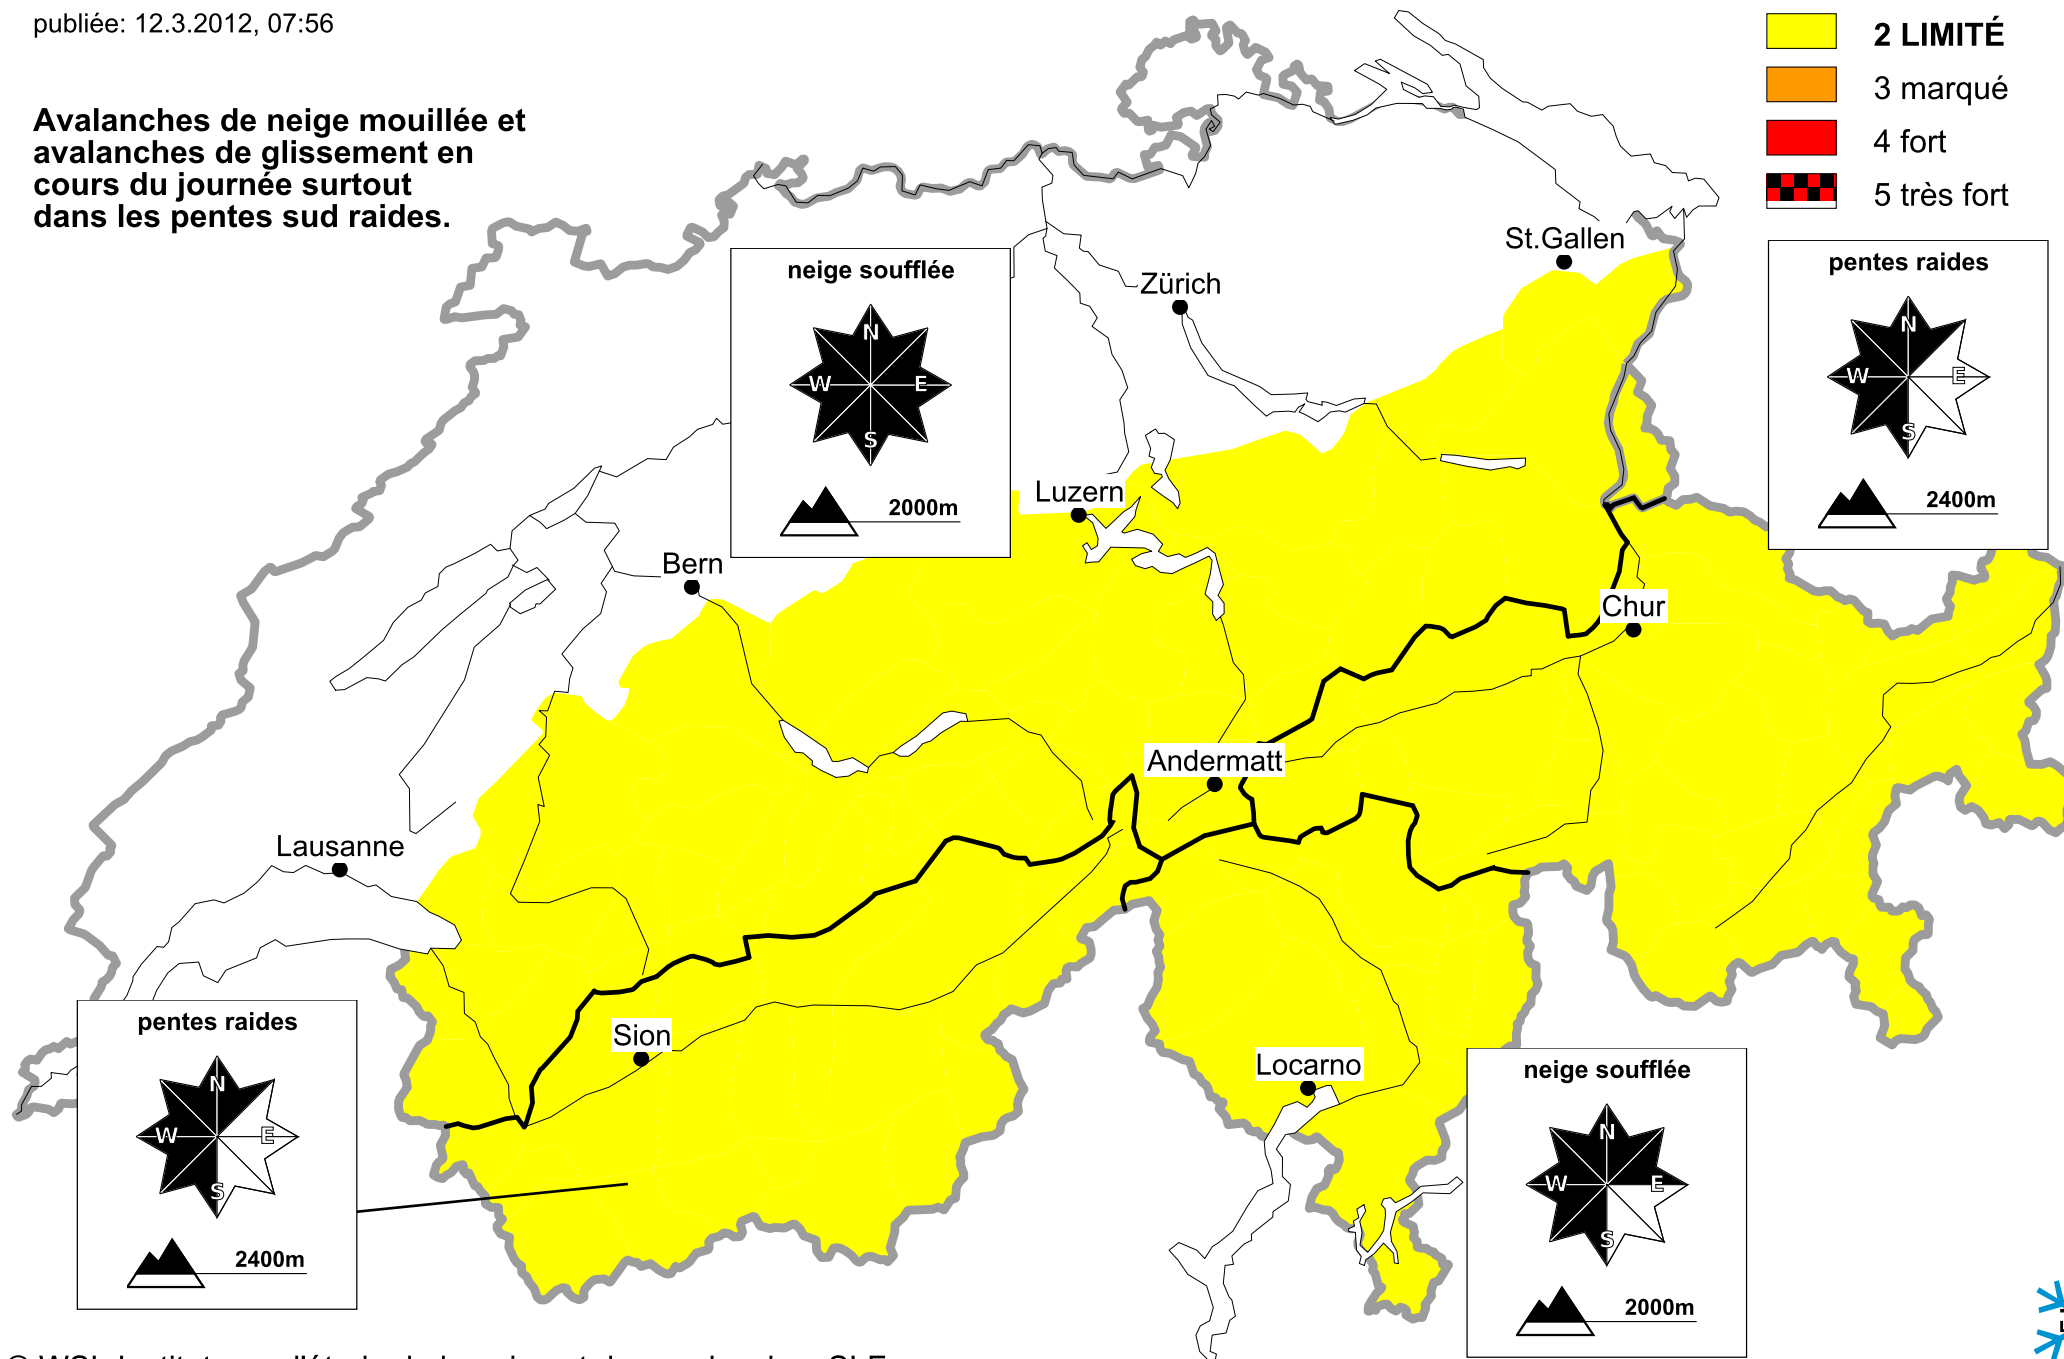 publiée: 12.3.2012, 07:56
Avalanches de neige mouillée et
avalanches de glissement en
cours du journée surtout
dans les pentes sud raides.
2 LIMITÉ
3 marqué
4 fort
5 très fort
St.Gallen
Zürich
neige soufflée
N
W E
S
2000m
pentes raides
N
W E
S
2400m
Luzern
Bern
Chur
Andermatt
Lausanne
Sion
Locarno
pentes raides
N
W E
S
2400m
neige soufflée
N
W E
S
2000m